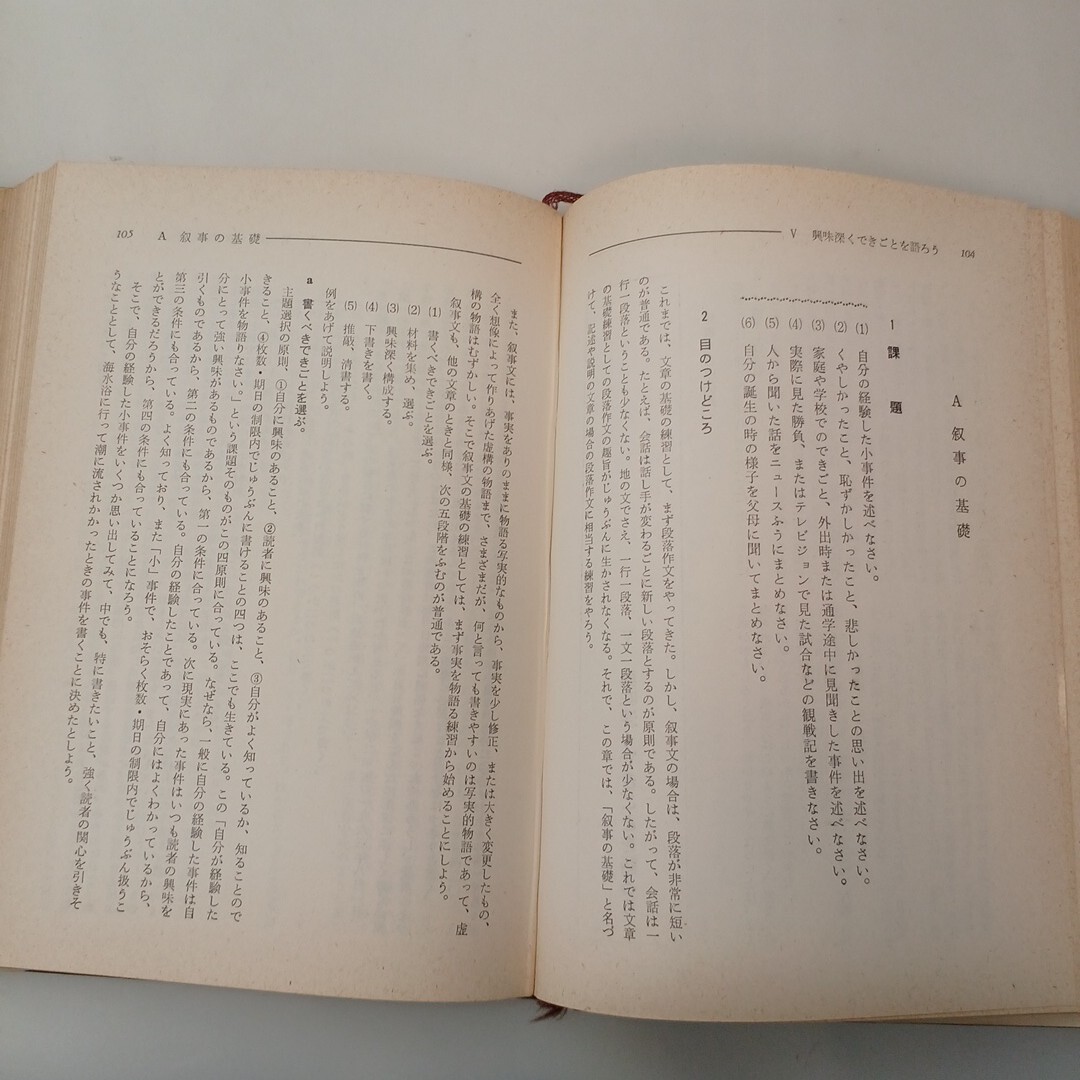 V　興味深くできごとを語ろう　104
A　叙事の基礎
1　課　題
(1)　自分の経験した小事件を述べなさい。
(2)　くやしかったこと、恥ずかしかったこと、悲しかったことの思い出を述べなさい。
(3)　家庭や学校でのできごと、外出時または通学途中に見聞きした事件を述べなさい。
(4)　実際に見た勝負、またはテレビジョンで見た試合などの観戦記を書きなさい。
(5)　人から聞いた話をニュースふうにまとめなさい。
(6)　自分の誕生の時の様子を父母に聞いてまとめなさい。
2　目のつけどころ
これまでは、文章の基礎の練習として、まず段落作文をやってきた。しかし、叙事文の場合は、段落が非常に短い
のが普通である。たとえば、会話は話し手が変わるごとに新しい段落とするのが原則である。したがって、会話は一
行一段落ということも少なくない。地の文でさえ、一行一段落、一文一段落という場合が少なくない。これでは文章
の基礎練習としての段落作文の趣旨がじゅうぶんに生かされなくなる。それで、この章では、「叙事の基礎」と名づ
けて、記述や説明の文章の場合の段落作文に相当する練習をやろう。
105　A　叙事の基礎
また、叙事文には、事実をありのままに物語る写実的なものから、事実を少し修正、または大きく変更したもの、
全く想像によって作りあげた虚構の物語まで、さまざまだが、何と言っても書きやすいのは写実的物語であって、虚
構の物語はむずかしい。そこで叙事文の基礎の練習としては、まず事実を物語る練習から始めることにしよう。
叙事文も、他の文章のときと同様、次の五段階をふむのが普通である。
(1)　書くべきできごとを選ぶ。
(2)　材料を集め、選ぶ。
(3)　興味深く構成する。
(4)　下書きを書く。
(5)　推敲、清書する。
例をあげて説明しよう。
a　書くべきできごとを選ぶ。
主題選択の原則、①自分に興味のあること、②読者に興味のあること、③自分がよく知っているか、知ることので
きること、④枚数・期日の制限内でじゅうぶんに書けることの四つは、ここでも生きている。この「自分が経験した
小事件を物語りなさい。」という課題そのものがこの四原則に合っている。なぜなら、一般に自分の経験した事件は自
分にとって強い興味があるものであるから、第一の条件に合っている。次に現実にあった事件はいつも読者の興味を
引くものであるから、第二の条件にも合っている。自分の経験したことであって、自分にはよくわかっているから、
第三の条件にも合っている。よく知っており、また「小」事件で、おそらく枚数・期日の制限内でじゅうぶん扱うこ
とができるだろうから、第四の条件にも合っていることになろう。
そこで、自分の経験した小事件をいくつか思い出してみて、中でも、特に書きたいこと、強く読者の関心を引きそ
うなこととして、海水浴に行って潮に流されかかったときの事件を書くことに決めたとしよう。